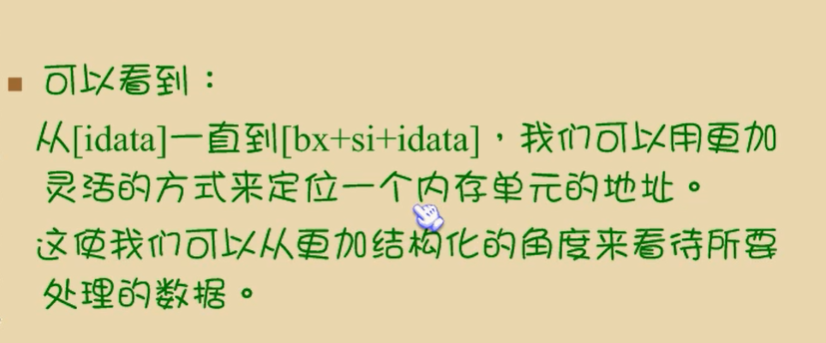 ■ 可以看到：
从[idata]一直到[bx+si+idata]，我们可以用更加
灵活的方式来定位一个内存单元的地址。
这使我们可以从更加结构化的角度来看待所要
处理的数据。